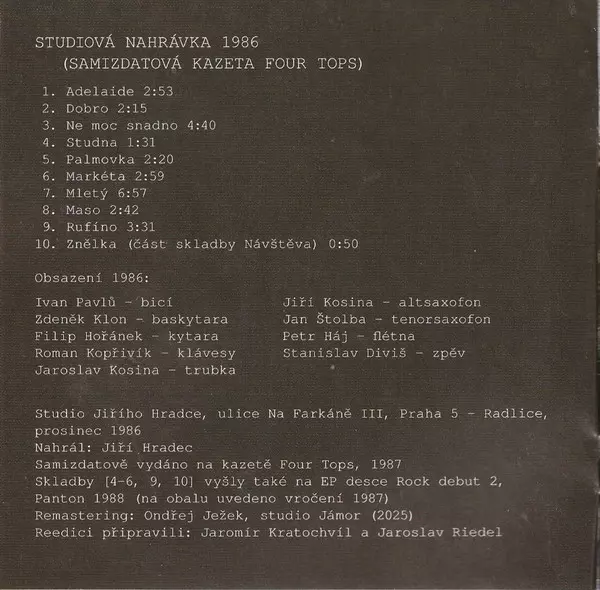 STUDIOVÁ NAHRÁVKA 1986
(SAMIZDATOVÁ KAZETA FOUR TOPS)
1. Adelaide 2:53
2. Dobro 2:15
3. Ne moc snadno 4:40
4. Studna 1:31
5. Palmovka 2:20
6. Markéta 2:59
7. Mletý 6:57
8. Maso 2:42
9. Rufíno 3:31
10. Znělka (část skladby Návštěva) 0:50
Obsazení 1986:
Ivan Pavlů – bicí
Zdeněk Klon – baskytara
Filip Hořánek – kytara
Roman Kopřivík – klávesy
Jaroslav Kosina – trubka
Jiří Kosina – altsaxofon
Jan Štolba – tenorsaxofon
Petr Háj – flétna
Stanislav Diviš – zpěv
Studio Jiřího Hradce, ulice Na Farkáně III, Praha 5 – Radlice,
prosinec 1986
Nahrál: Jiří Hradec
Samizdatově vydáno na kazetě Four Tops, 1987
Skladby [4–6, 9, 10] vyšly také na EP desce Rock debut 2,
Panton 1988 (na obalu uvedeno vročení 1987)
Remastering: Ondřej Ježek, studio Jámor (2025)
Reedici připravili: Jaromír Kratochvíl a Jaroslav Riedel